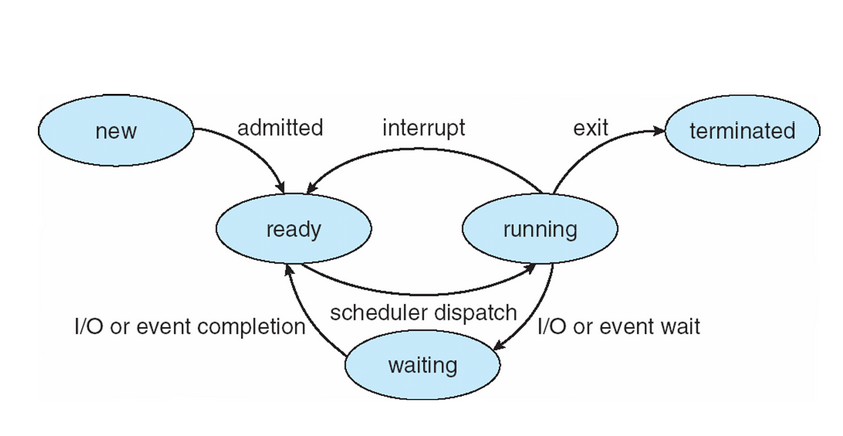 new
admitted
interrupt
exit
terminated
ready
running
scheduler dispatch
I/O or event completion
I/O or event wait
waiting